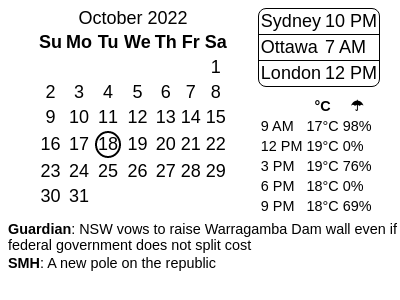 October 2022
Su Mo Tu We Th Fr Sa
1
2 3 4 5 6 7 8
9 10 11 12 13 14 15
16 17 18 19 20 21 22
23 24 25 26 27 28 29
30 31
Sydney 10 PM
Ottawa 7 AM
London 12 PM
°C ☂
9 AM 17°C 98%
12 PM 19°C 0%
3 PM 19°C 76%
6 PM 18°C 0%
9 PM 18°C 69%
Guardian: NSW vows to raise Warragamba Dam wall even if
federal government does not split cost
SMH: A new pole on the republic